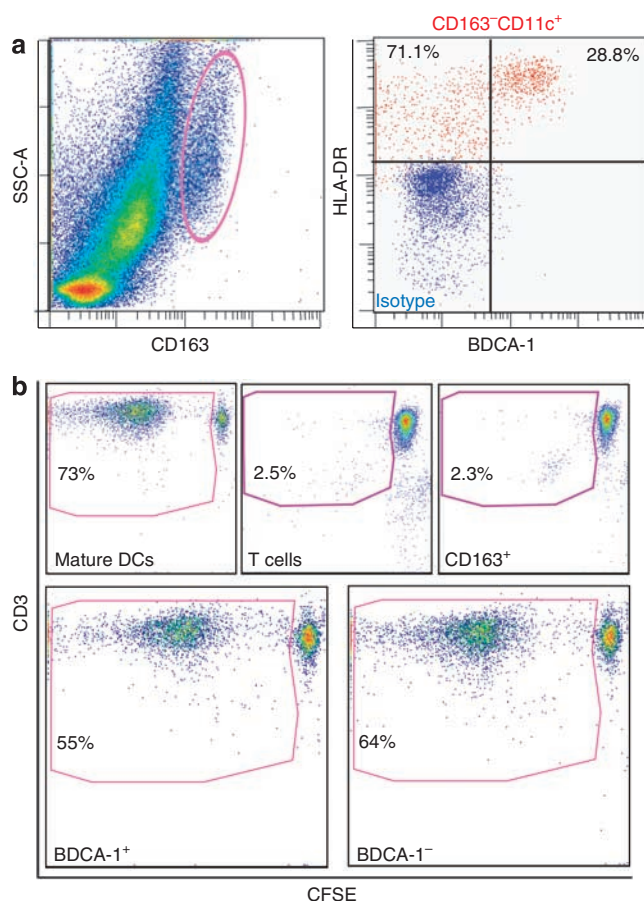 a
CD163⁻CD11c⁺
71.1%
28.8%
SSC-A
HLA-DR
Isotype
CD163
BDCA-1
b
73%
2.5%
2.3%
Mature DCs
T cells
CD163⁺
CD3
55%
64%
BDCA-1⁺
BDCA-1⁻
CFSE